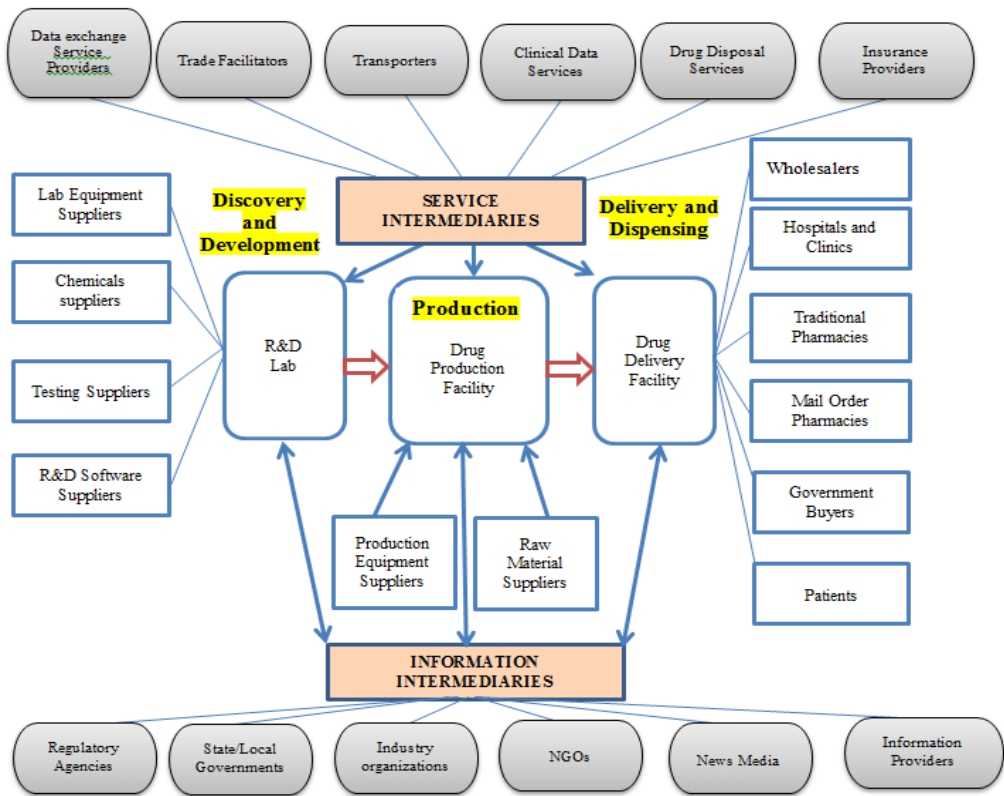 Data exchange
Service
Providers
Trade Facilitators
Transporters
Clinical Data
Services
Drug Disposal
Services
Insurance
Providers
Lab Equipment
Suppliers
Chemicals
suppliers
Testing Suppliers
R&D Software
Suppliers
Discovery
and
Development
SERVICE
INTERMEDIARIES
Delivery and
Dispensing
R&D
Lab
Production
Drug
Production
Facility
Drug
Delivery
Facility
Wholesalers
Hospitals and
Clinics
Traditional
Pharmacies
Mail Order
Pharmacies
Government
Buyers
Patients
Production
Equipment
Suppliers
Raw
Material
Suppliers
INFORMATION
INTERMEDIARIES
Regulatory
Agencies
State/Local
Governments
Industry
organizations
NGOs
News Media
Information
Providers